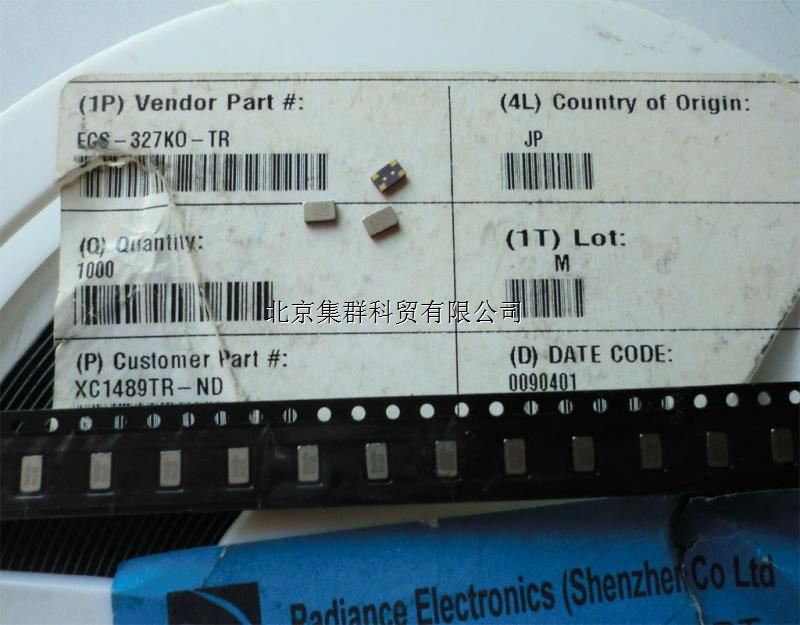 (1P) Vendor Part #:
ECS-327KO-TR
(4L) Country of Origin:
JP
(Q) Quantity:
1000
(1T) Lot:
M
北京集群科贸有限公司
(P) Customer Part #:
XC1489TR-ND
(D) DATE CODE:
0090401
Radiance Electronics (Shenzhen Co Ltd